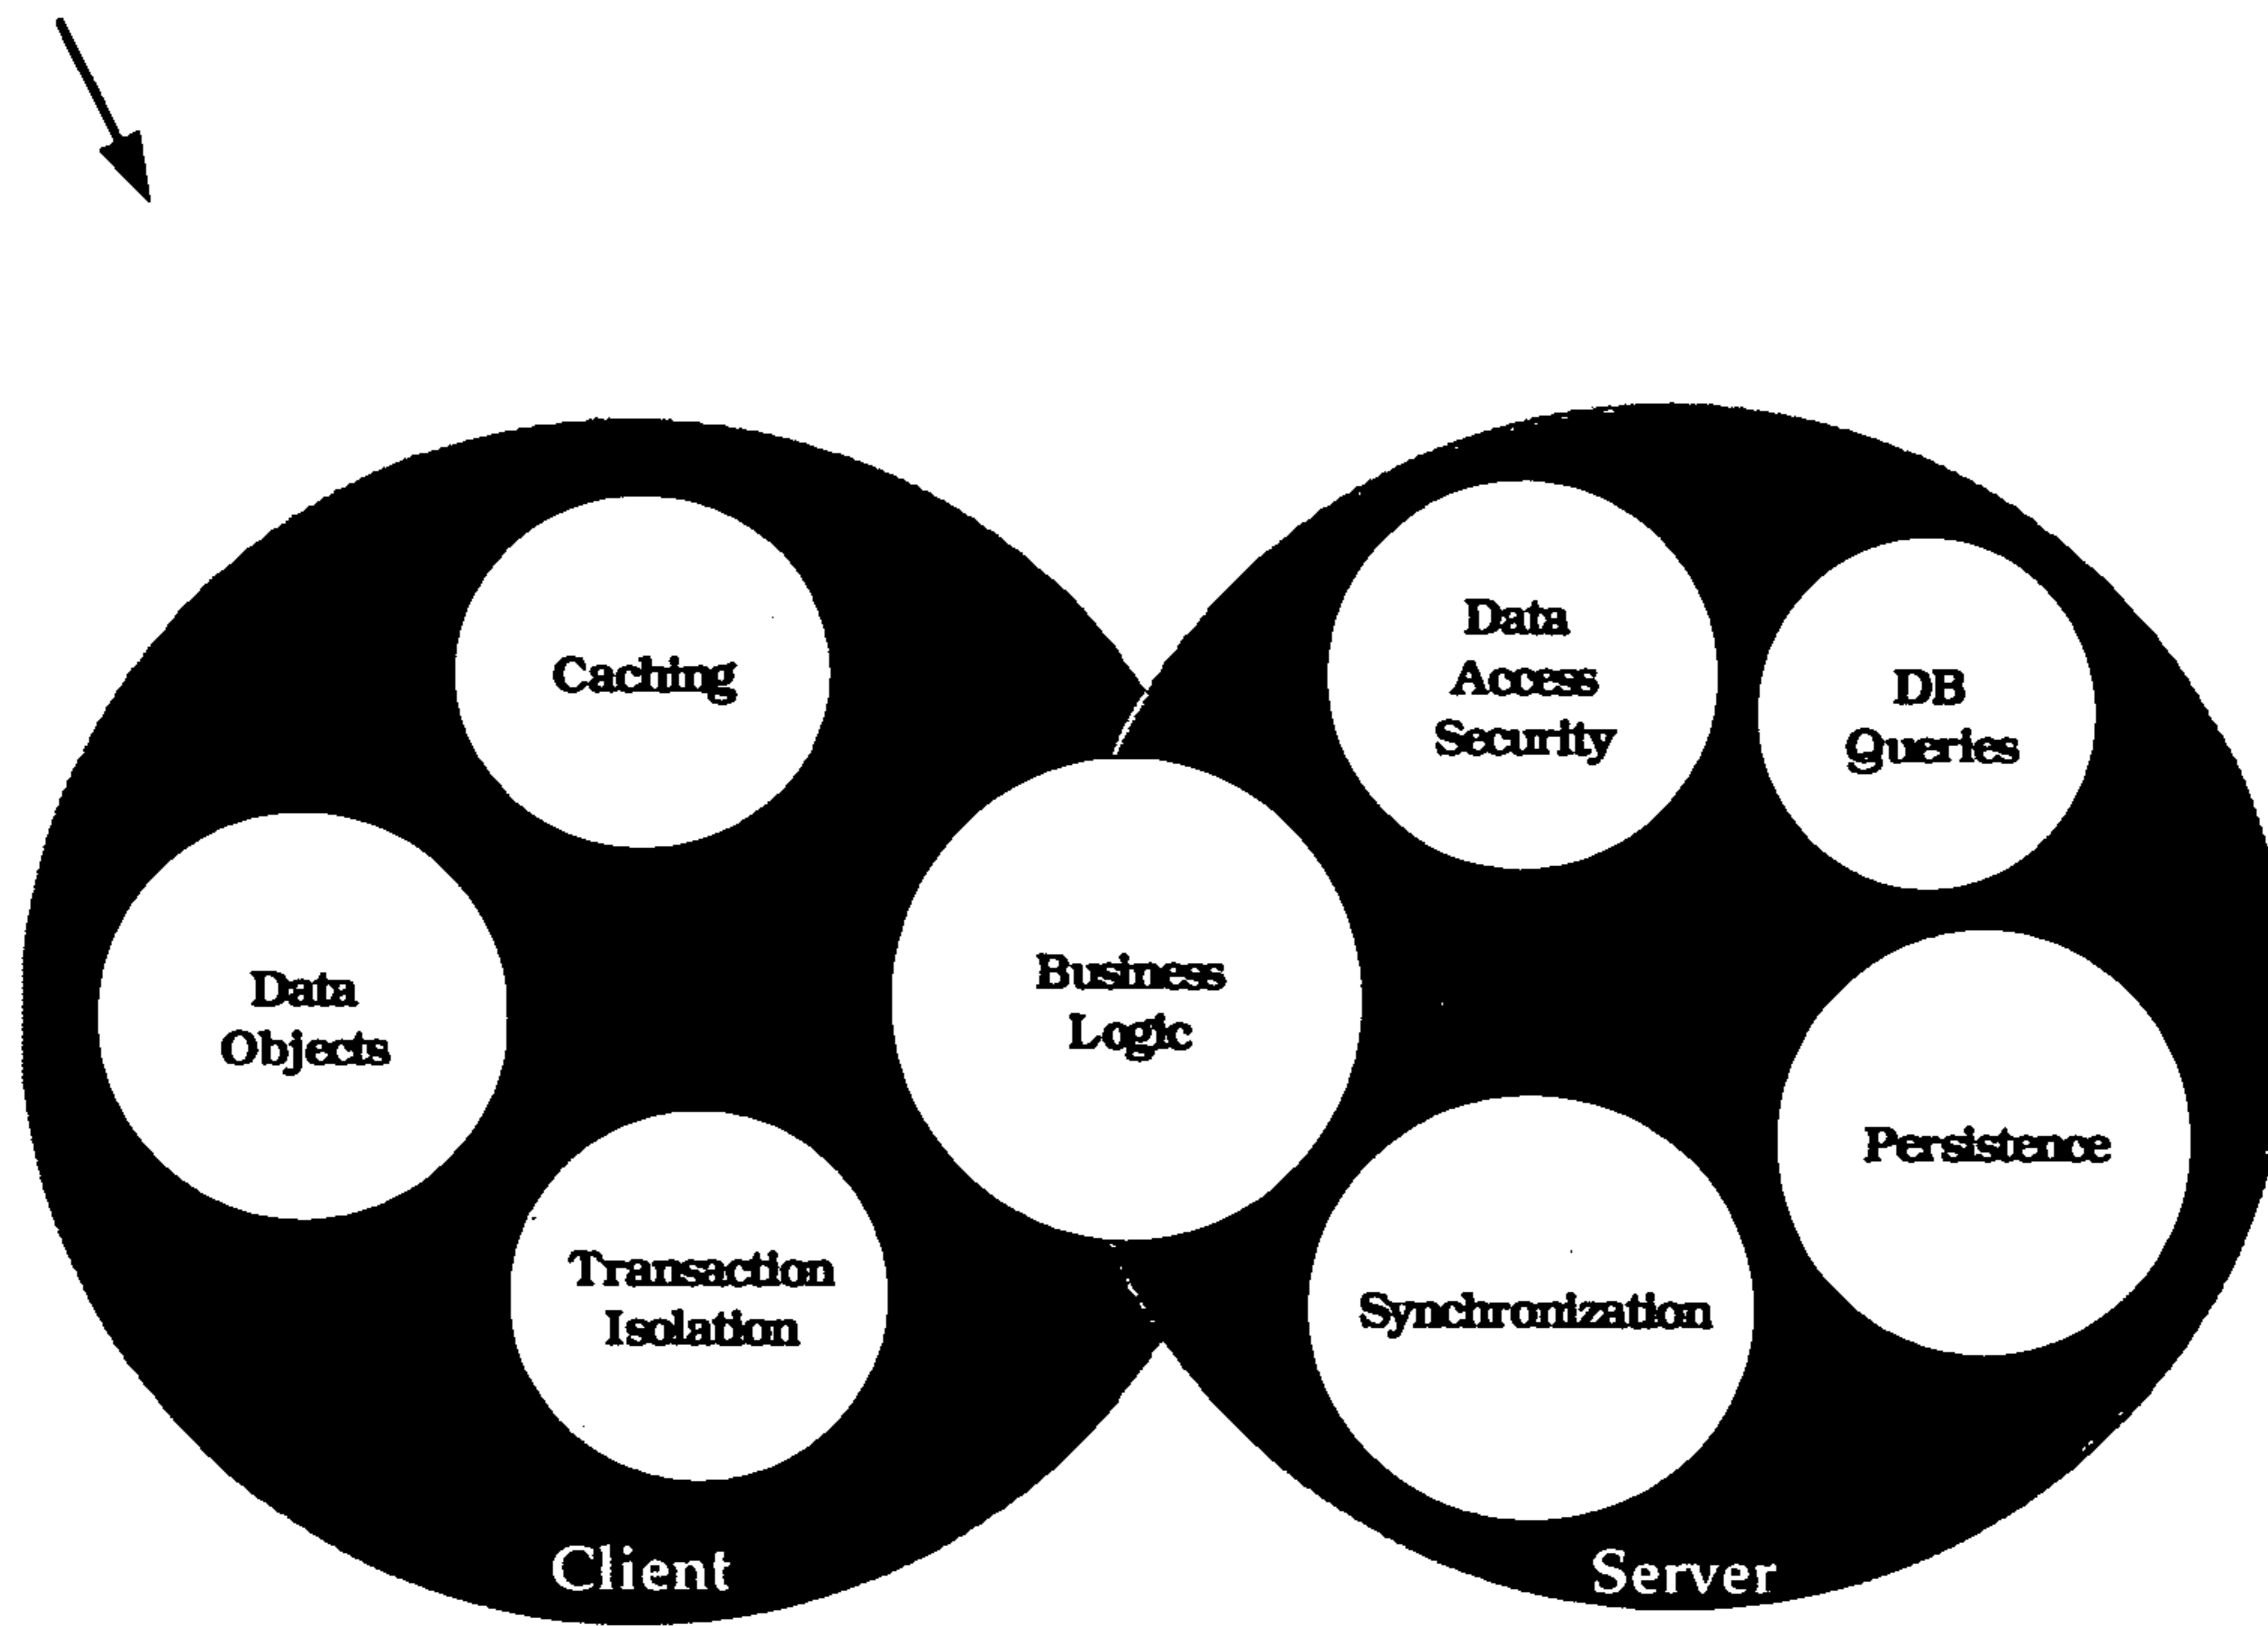 Caching
Data
Access
Security
DB
Queries
Data
Objects
Business
Logic
Persistence
Transaction
Isolation
Synchronization
Client
Server